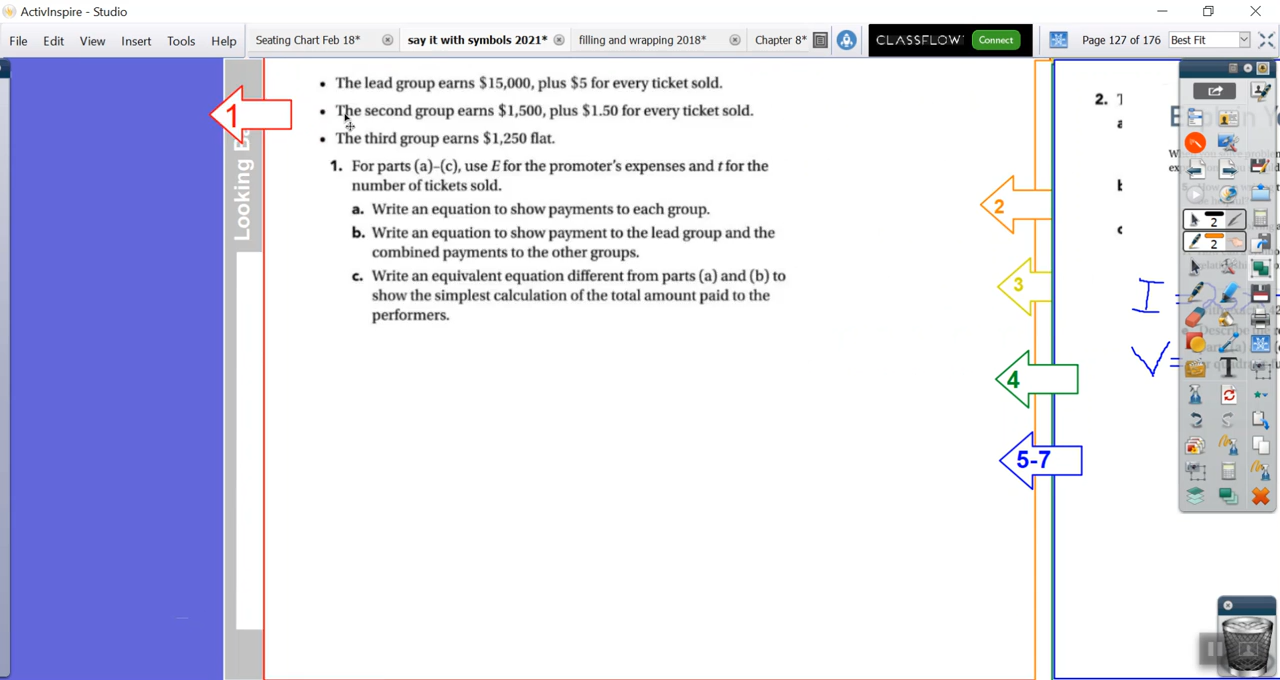 ActivInspire - Studio
File Edit View Insert Tools Help
Seating Chart Feb 18* say it with symbols 2021* filling and wrapping 2018* Chapter 8*
CLASSFLOW Connect
Page 127 of 176 Best Fit
1
Looking
• The lead group earns $15,000, plus $5 for every ticket sold.
• The second group earns $1,500, plus $1.50 for every ticket sold.
• The third group earns $1,250 flat.
1. For parts (a)–(c), use E for the promoter's expenses and t for the
number of tickets sold.
a. Write an equation to show payments to each group.
b. Write an equation to show payment to the lead group and the
combined payments to the other groups.
c. Write an equivalent equation different from parts (a) and (b) to
show the simplest calculation of the total amount paid to the
performers.
2
3
4
5-7
2.
a
b
c
I =
V=
2
2
T